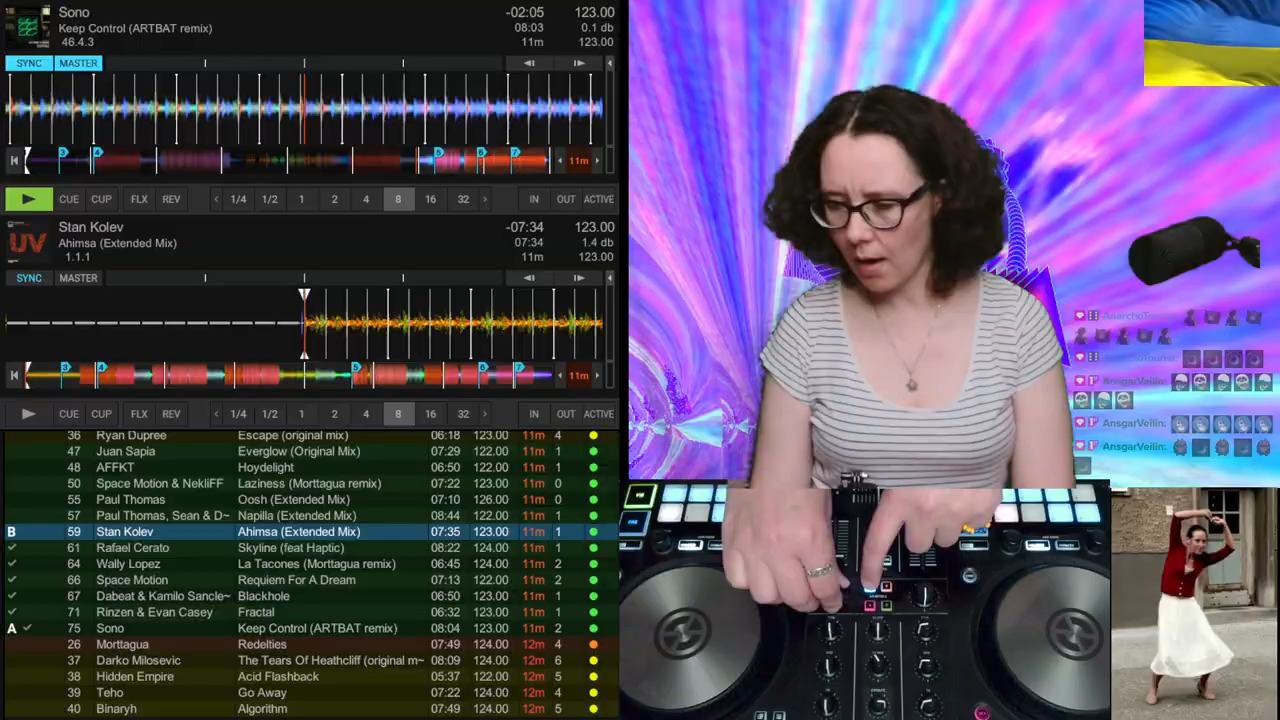 Sono -02:05 123.00
Keep Control (ARTBAT remix) 08:03 0.1 db
46.4.3 11m 123.00
SYNC MASTER
3 4 5 6 7 11m
CUE CUP FLX REV 1/4 1/2 1 2 4 8 16 32 IN OUT ACTIVE
Stan Kolev -07:34 123.00
UV Ahimsa (Extended Mix) 07:34 1.4 db
1.1.1 11m 123.00
SYNC MASTER
3 4 5 6 7 11m
CUE CUP FLX REV 1/4 1/2 1 2 4 8 16 32 IN OUT ACTIVE
36 Ryan Dupree Escape (original mix) 06:18 123.00 11m 4
47 Juan Sapia Everglow (Original Mix) 07:29 122.00 11m 1
48 AFFKT Hoydelight 06:50 122.00 11m 1
50 Space Motion & NekliFF Laziness (Morttagua remix) 07:22 123.00 11m 0
55 Paul Thomas Oosh (Extended Mix) 07:10 126.00 11m 0
57 Paul Thomas, Sean & D~ Napilla (Extended Mix) 08:44 122.00 11m 1
B 59 Stan Kolev Ahimsa (Extended Mix) 07:35 123.00 11m 1
61 Rafael Cerato Skyline (feat Haptic) 08:22 124.00 11m 1
64 Wally Lopez La Tacones (Morttagua remix) 06:45 124.00 11m 2
66 Space Motion Requiem For A Dream 07:13 122.00 11m 2
67 Dabeat & Kamilo Sancle~ Blackhole 06:50 123.00 11m 1
71 Rinzen & Evan Casey Fractal 06:32 123.00 11m 1
A 75 Sono Keep Control (ARTBAT remix) 08:04 123.00 11m 2
26 Morttagua Redelties 07:49 124.00 12m 4
37 Darko Milosevic The Tears Of Heathcliff (original m~ 08:09 124.00 12m 6
38 Hidden Empire Acid Flashback 05:37 122.00 12m 5
39 Teho Go Away 07:22 124.00 12m 4
40 Binaryh Algorithm 07:49 124.00 12m 5
AnsgarVeilin:
AnsgarVeilin:
AnsgarVeilin: